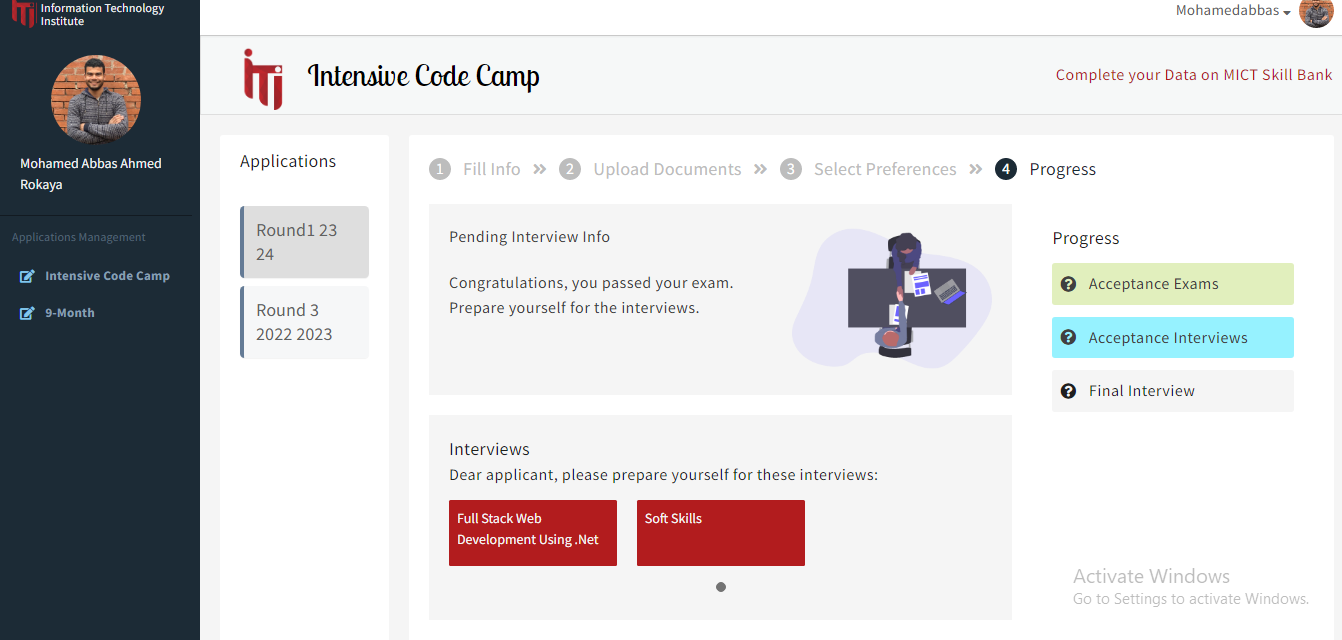 Information Technology
Institute
Mohamedabbas
iTi
Intensive Code Camp
Complete your Data on MICT Skill Bank
Mohamed Abbas Ahmed
Rokaya
Applications Management
Intensive Code Camp
9-Month
Applications
Round1 23
24
Round 3
2022 2023
1 Fill Info » 2 Upload Documents » 3 Select Preferences » 4 Progress
Pending Interview Info
Congratulations, you passed your exam.
Prepare yourself for the interviews.
Progress
? Acceptance Exams
? Acceptance Interviews
? Final Interview
Interviews
Dear applicant, please prepare yourself for these interviews:
Full Stack Web
Development Using .Net
Soft Skills
Activate Windows
Go to Settings to activate Windows.